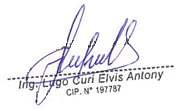 Ing. Lugo Curi Elvis Antony
CIP. N° 197787